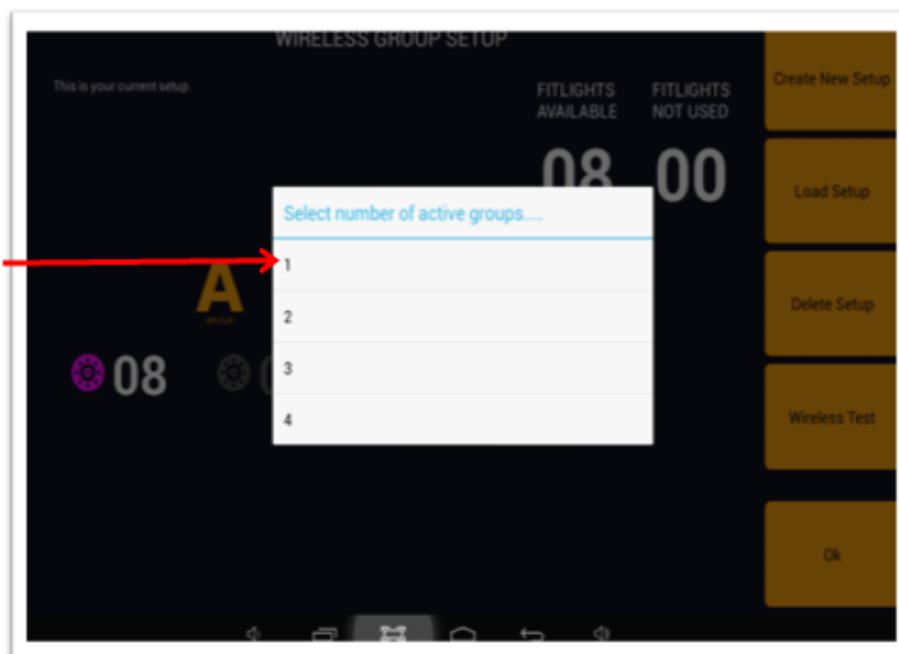 WIRELESS GROUP SETUP
This is your current setup.
FITLIGHTS
AVAILABLE
FITLIGHTS
NOT USED
08
00
Create New Setup
Load Setup
Select number of active groups....
1
2
3
4
A
GROUP
08
Delete Setup
Wireless Test
Ok